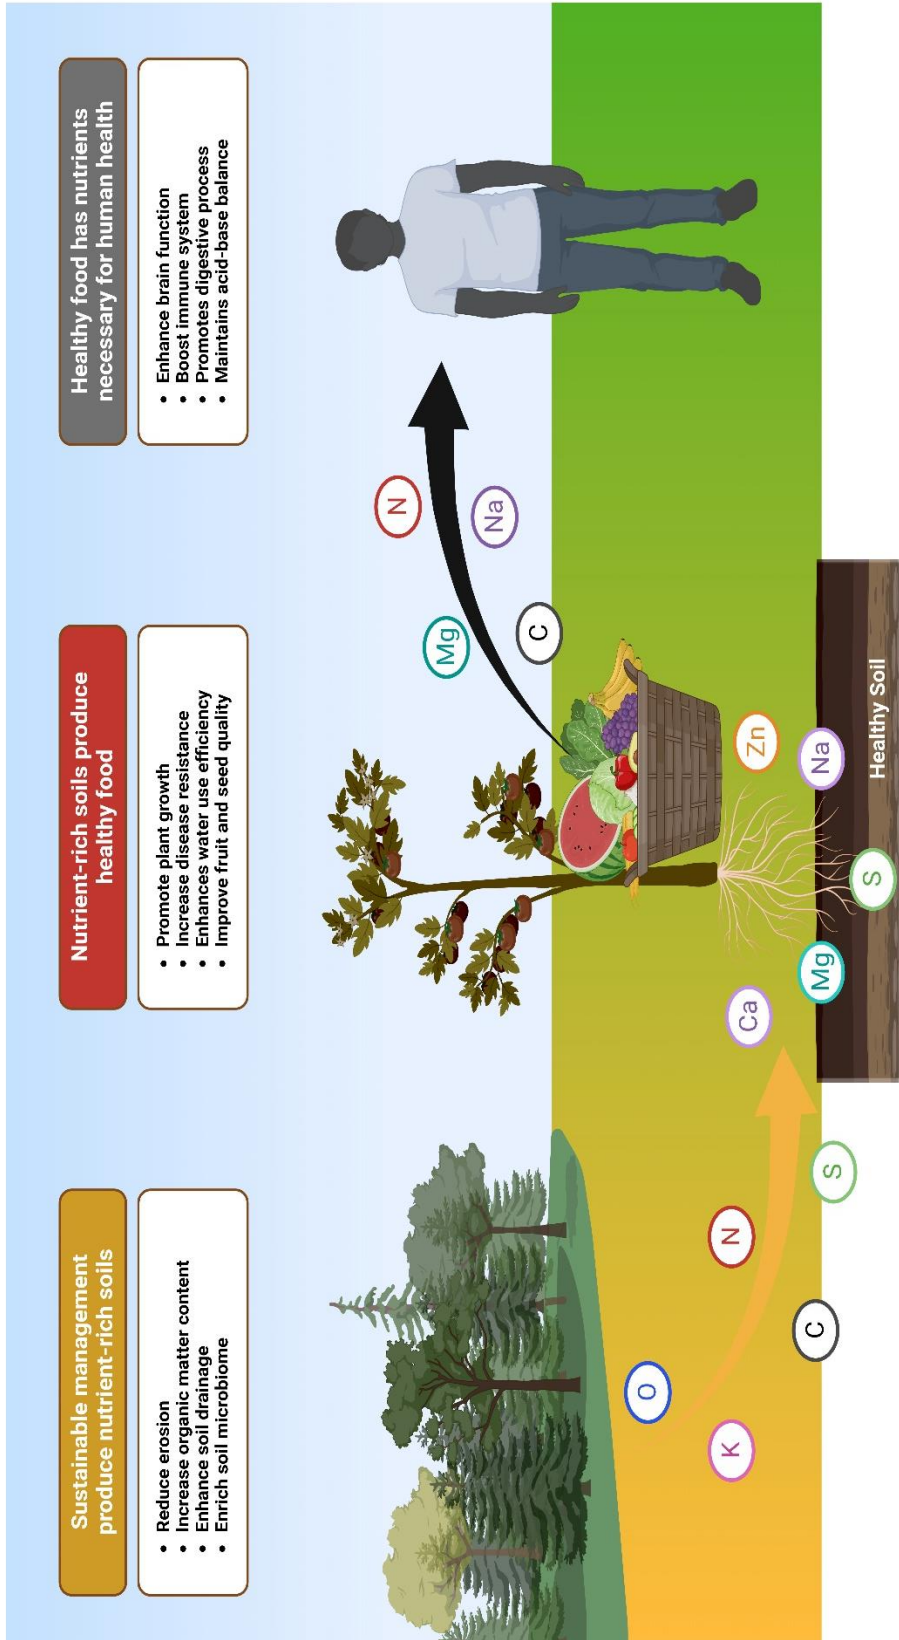 Sustainable management
produce nutrient-rich soils
• Reduce erosion
• Increase organic matter content
• Enhance soil drainage
• Enrich soil microbiome
Nutrient-rich soils produce
healthy food
• Promote plant growth
• Increase disease resistance
• Enhances water use efficiency
• Improve fruit and seed quality
Healthy food has nutrients
necessary for human health
• Enhance brain function
• Boost immune system
• Promotes digestive process
• Maintains acid-base balance
N
Mg
Na
C
O
K
N
C
S
Ca
Mg
S
Zn
Na
Healthy Soil